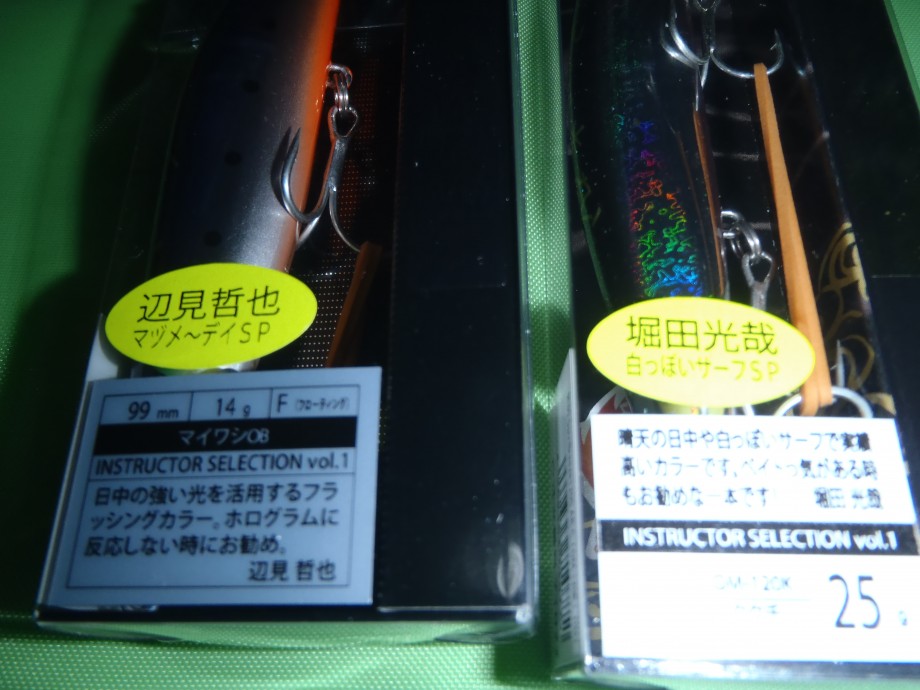 辺見哲也
マヅメ～デイSP
99 mm 14 g F (フローティング)
マイワシOB
INSTRUCTOR SELECTION vol.1
日中の強い光を活用するフラ
ッシングカラー。ホログラムに
反応しない時にお勧め。
辺見 哲也
堀田光哉
白っぽいサーフSP
晴天の日中や白っぽいサーフで実績
高いカラーです。ベイトっ気がある時
もお勧めな一本です 堀田 光哉
INSTRUCTOR SELECTION vol.1
GM-120K
25 g